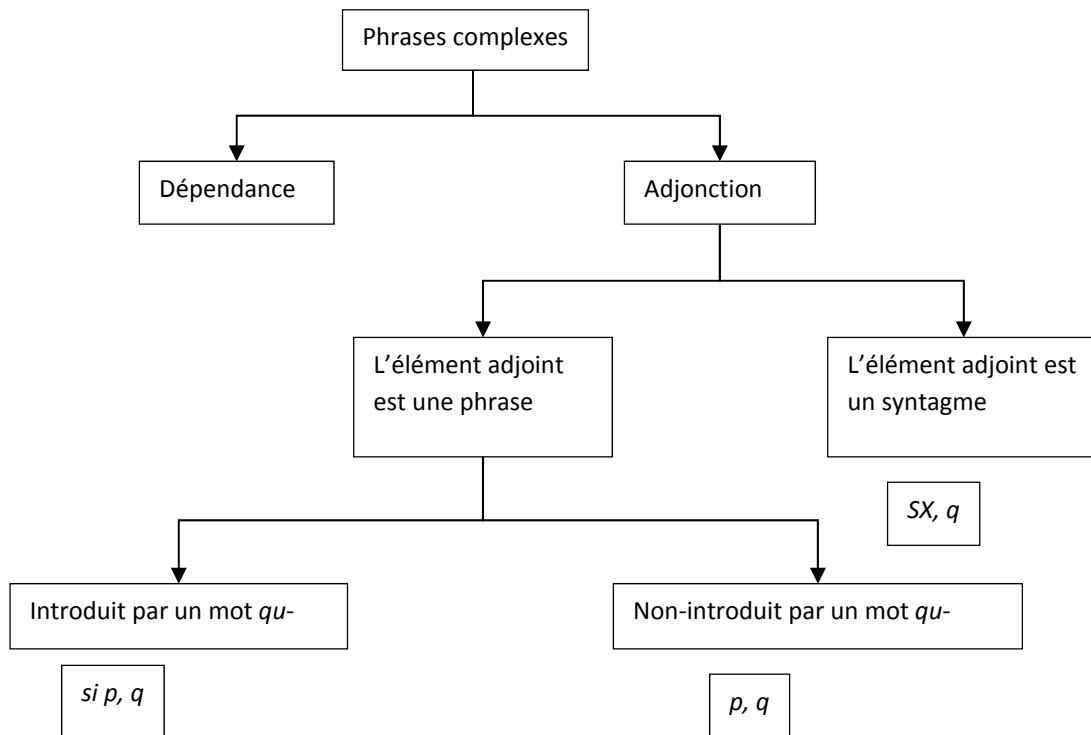 Phrases complexes
Dépendance
Adjonction
L'élément adjoint
est une phrase
L'élément adjoint est
un syntagme
SX, q
Introduit par un mot qu-
Non-introduit par un mot qu-
si p, q
p, q